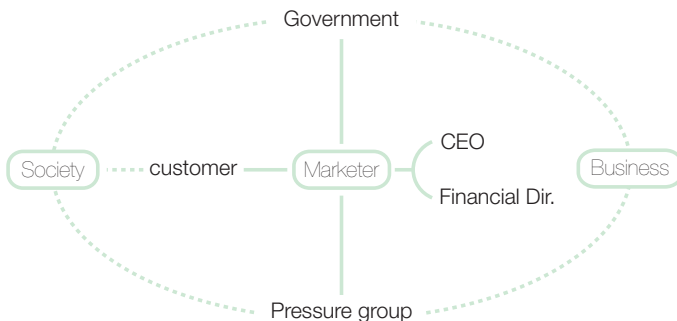 Government
CEO
Society
customer
Marketer
Business
Financial Dir.
Pressure group